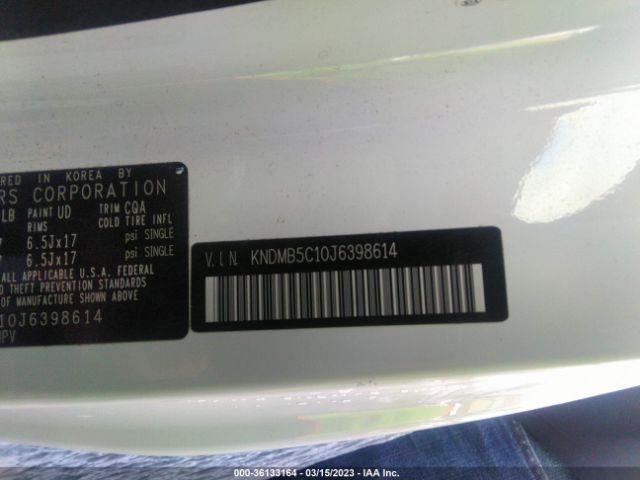 RED IN KOREA BY
RS CORPORATION
LB PAINT UD TRIM CQA
RIMS COLD TIRE INFL
6.5Jx17 psi SINGLE
6.5Jx17 psi SINGLE
ALL APPLICABLE U.S.A. FEDERAL
D THEFT PREVENTION STANDARDS
OF MANUFACTURE SHOWN ABOVE
10J6398614
MPV
V.I.N. KNDMB5C10J6398614
000-36133164 - 03/15/2023 - IAA Inc.